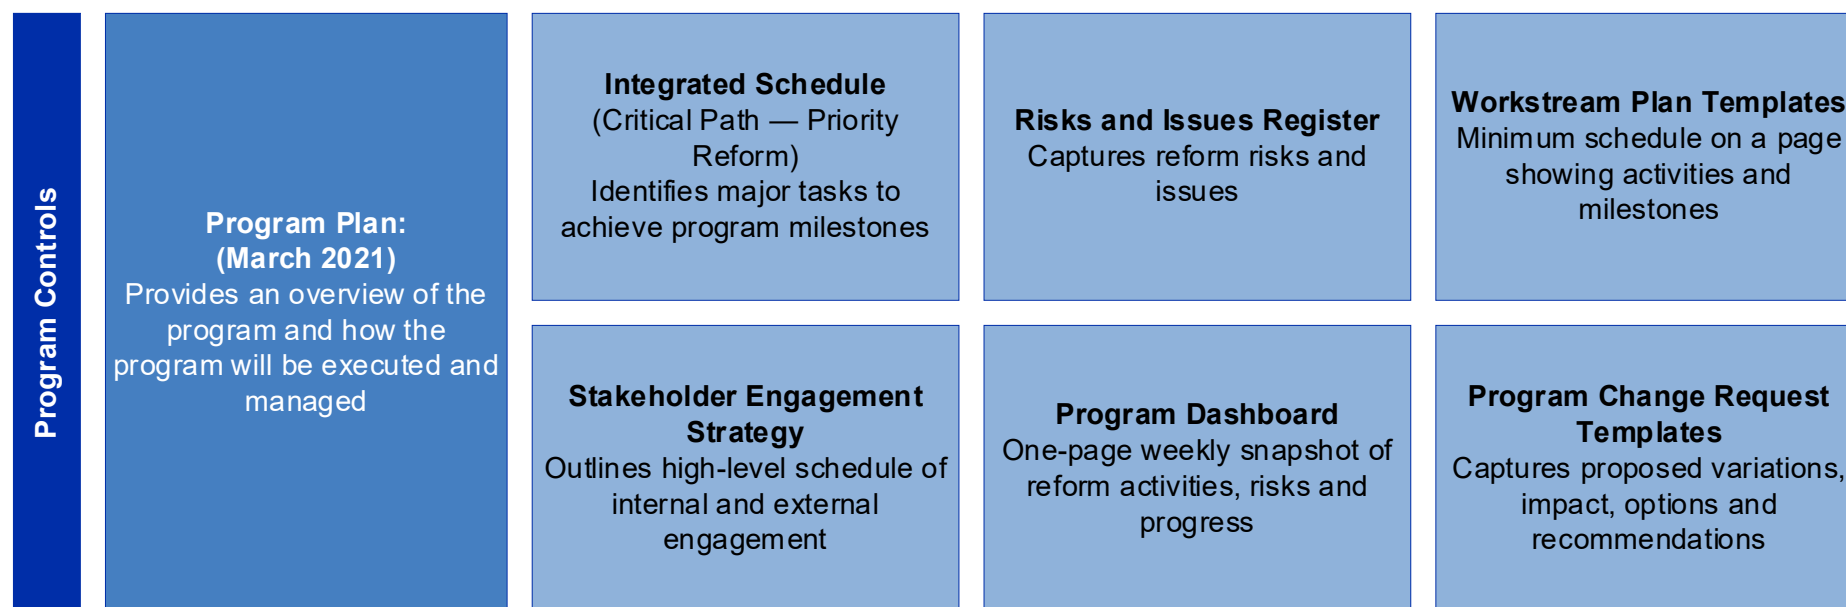 Program Controls
Program Plan:
(March 2021)
Provides an overview of the
program and how the
program will be executed and
managed
Integrated Schedule
(Critical Path — Priority
Reform)
Identifies major tasks to
achieve program milestones
Risks and Issues Register
Captures reform risks and
issues
Workstream Plan Templates
Minimum schedule on a page
showing activities and
milestones
Stakeholder Engagement
Strategy
Outlines high-level schedule of
internal and external
engagement
Program Dashboard
One-page weekly snapshot of
reform activities, risks and
progress
Program Change Request
Templates
Captures proposed variations,
impact, options and
recommendations